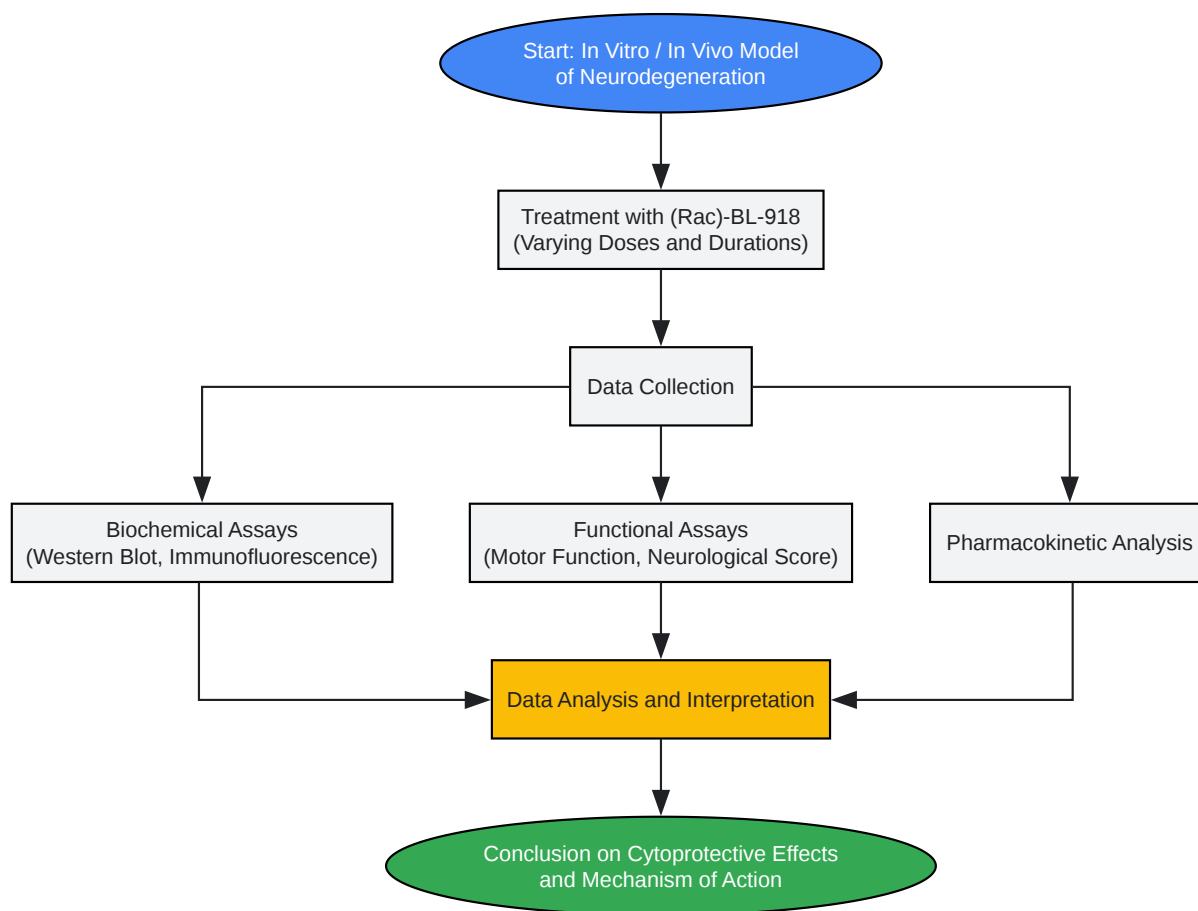 Start: In Vitro / In Vivo Model
of Neurodegeneration
Treatment with (Rac)-BL-918
(Varying Doses and Durations)
Data Collection
Biochemical Assays
(Western Blot, Immunofluorescence)
Functional Assays
(Motor Function, Neurological Score)
Pharmacokinetic Analysis
Data Analysis and Interpretation
Conclusion on Cytoprotective Effects
and Mechanism of Action